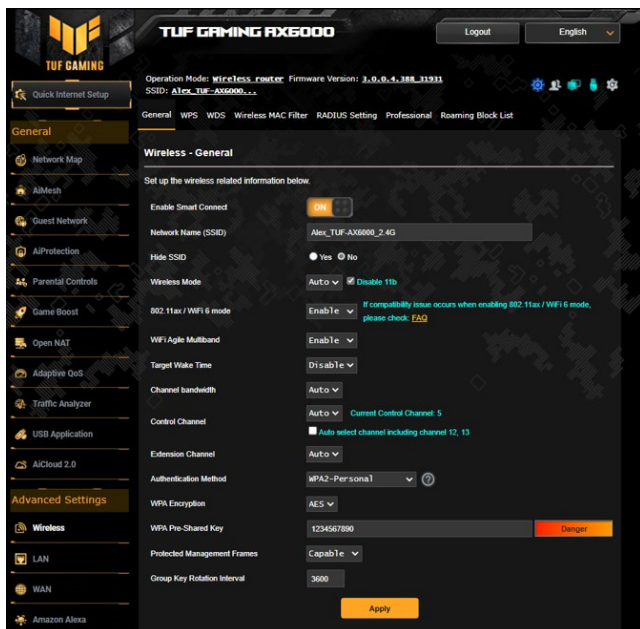 TUF GAMING
TUF GAMING AX6000
Logout
English
Quick Internet Setup
Operation Mode: Wireless router Firmware Version: 3.0.0.4.388_31931
SSID: Alex_TUF-AX6000...
General WPS WDS Wireless MAC Filter RADIUS Setting Professional Roaming Block List
General
Network Map
AiMesh
Guest Network
AiProtection
Parental Controls
Game Boost
Open NAT
Adaptive QoS
Traffic Analyzer
USB Application
AiCloud 2.0
Advanced Settings
Wireless
LAN
WAN
Amazon Alexa
Wireless - General
Set up the wireless related information below.
Enable Smart Connect ON
Network Name (SSID) Alex_TUF-AX6000_2.4G
Hide SSID Yes No
Wireless Mode Auto Disable 11b
802.11ax / WiFi 6 mode Enable If compatibility issue occurs when enabling 802.11ax / WiFi 6 mode,
please check: FAQ
WiFi Agile Multiband Enable
Target Wake Time Disable
Channel bandwidth Auto
Control Channel Auto Current Control Channel: 5
Auto select channel including channel 12, 13
Extension Channel Auto
Authentication Method WPA2-Personal ?
WPA Encryption AES
WPA Pre-Shared Key 1234567890 Danger
Protected Management Frames Capable
Group Key Rotation Interval 3600
Apply